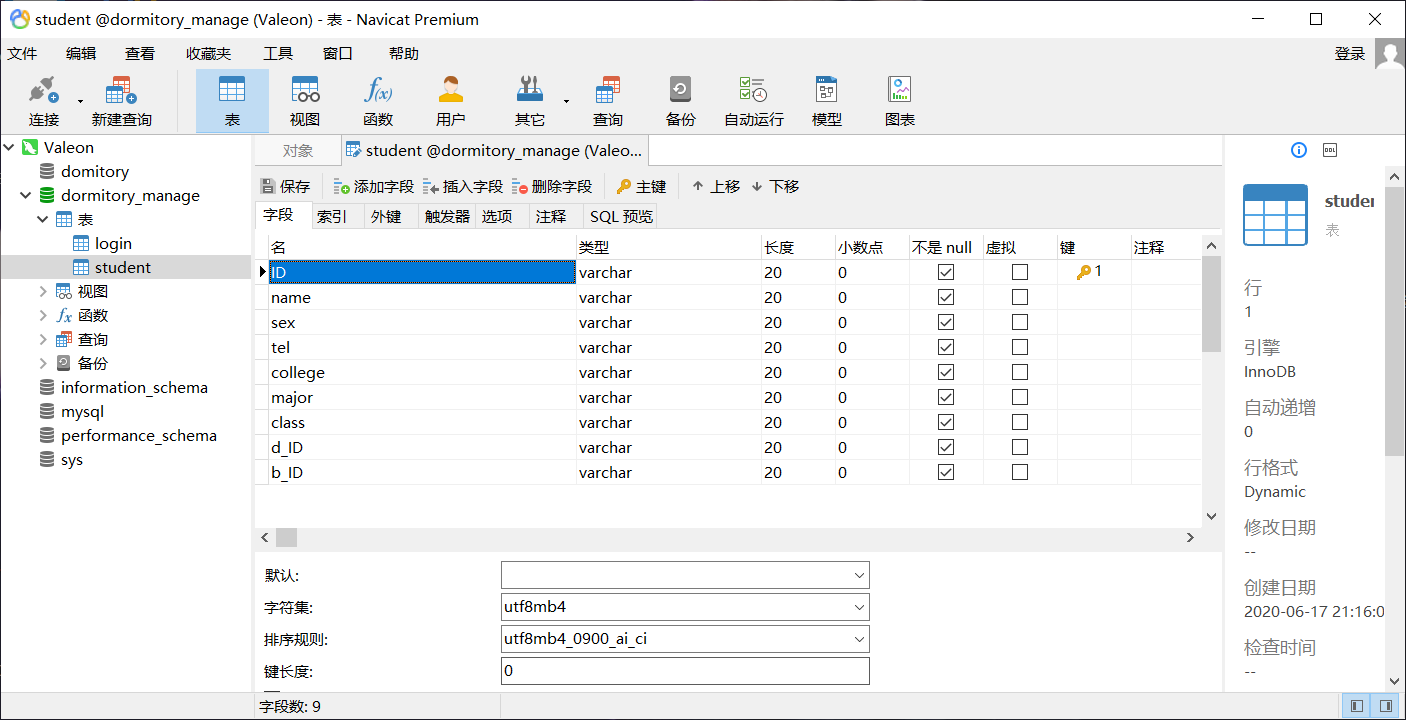 student @dormitory_manage (Valeon) - 表 - Navicat Premium
文件 编辑 查看 收藏夹 工具 窗口 帮助 登录
连接 新建查询 表 视图 函数 用户 其它 查询 备份 自动运行 模型 图表
f(x)
Valeon
domitory
dormitory_manage
表
login
student
视图
fx 函数
查询
备份
information_schema
mysql
performance_schema
sys
对象 student @dormitory_manage (Valeo...
保存 添加字段 插入字段 删除字段 主键 上移 下移
字段 索引 外键 触发器 选项 注释 SQL 预览
名 类型 长度 小数点 不是 null 虚拟 键 注释
ID varchar 20 0 1
name varchar 20 0
sex varchar 20 0
tel varchar 20 0
college varchar 20 0
major varchar 20 0
class varchar 20 0
d_ID varchar 20 0
b_ID varchar 20 0
默认:
字符集: utf8mb4
排序规则: utf8mb4_0900_ai_ci
键长度: 0
字段数: 9
DDL
studen
表
行
1
引擎
InnoDB
自动递增
0
行格式
Dynamic
修改日期
--
创建日期
2020-06-17 21:16:0
检查时间
--